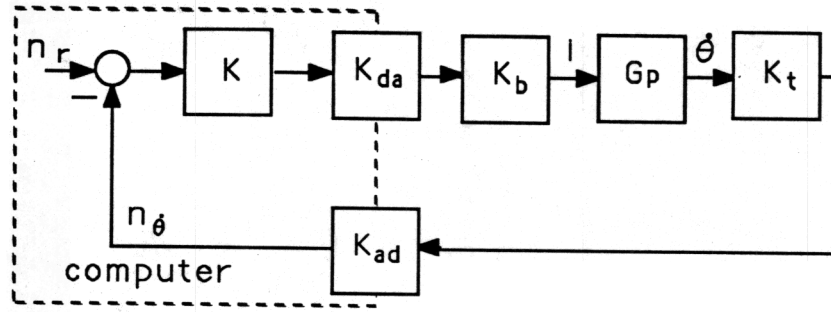 n_r
K
K_da
K_b
i
Gp
θ̇
K_t
−
n_θ̇
K_ad
computer